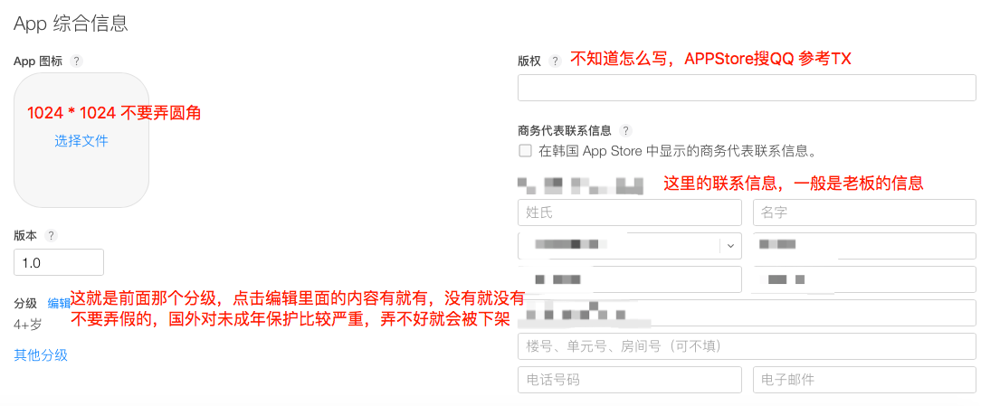 App 综合信息
App 图标 ?
1024 * 1024 不要弄圆角
选择文件
版本 ?
1.0
分级 编辑
这就是前面那个分级，点击编辑里面的内容有就有，没有就没有
不要弄假的，国外对未成年保护比较严重，弄不好就会被下架
4+岁
其他分级
版权 ? 不知道怎么写，APPStore搜QQ 参考TX
商务代表联系信息 ?
在韩国 App Store 中显示的商务代表联系信息。
这里的联系信息，一般是老板的信息
姓氏 名字
楼号、单元号、房间号（可不填）
电话号码 电子邮件